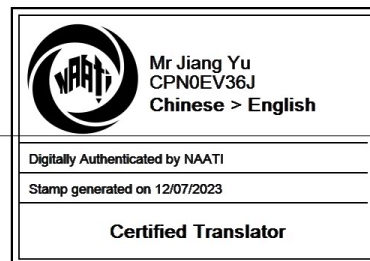 NAATI
Mr Jiang Yu
CPN0EV36J
Chinese > English
Digitally Authenticated by NAATI
Stamp generated on 12/07/2023
Certified Translator